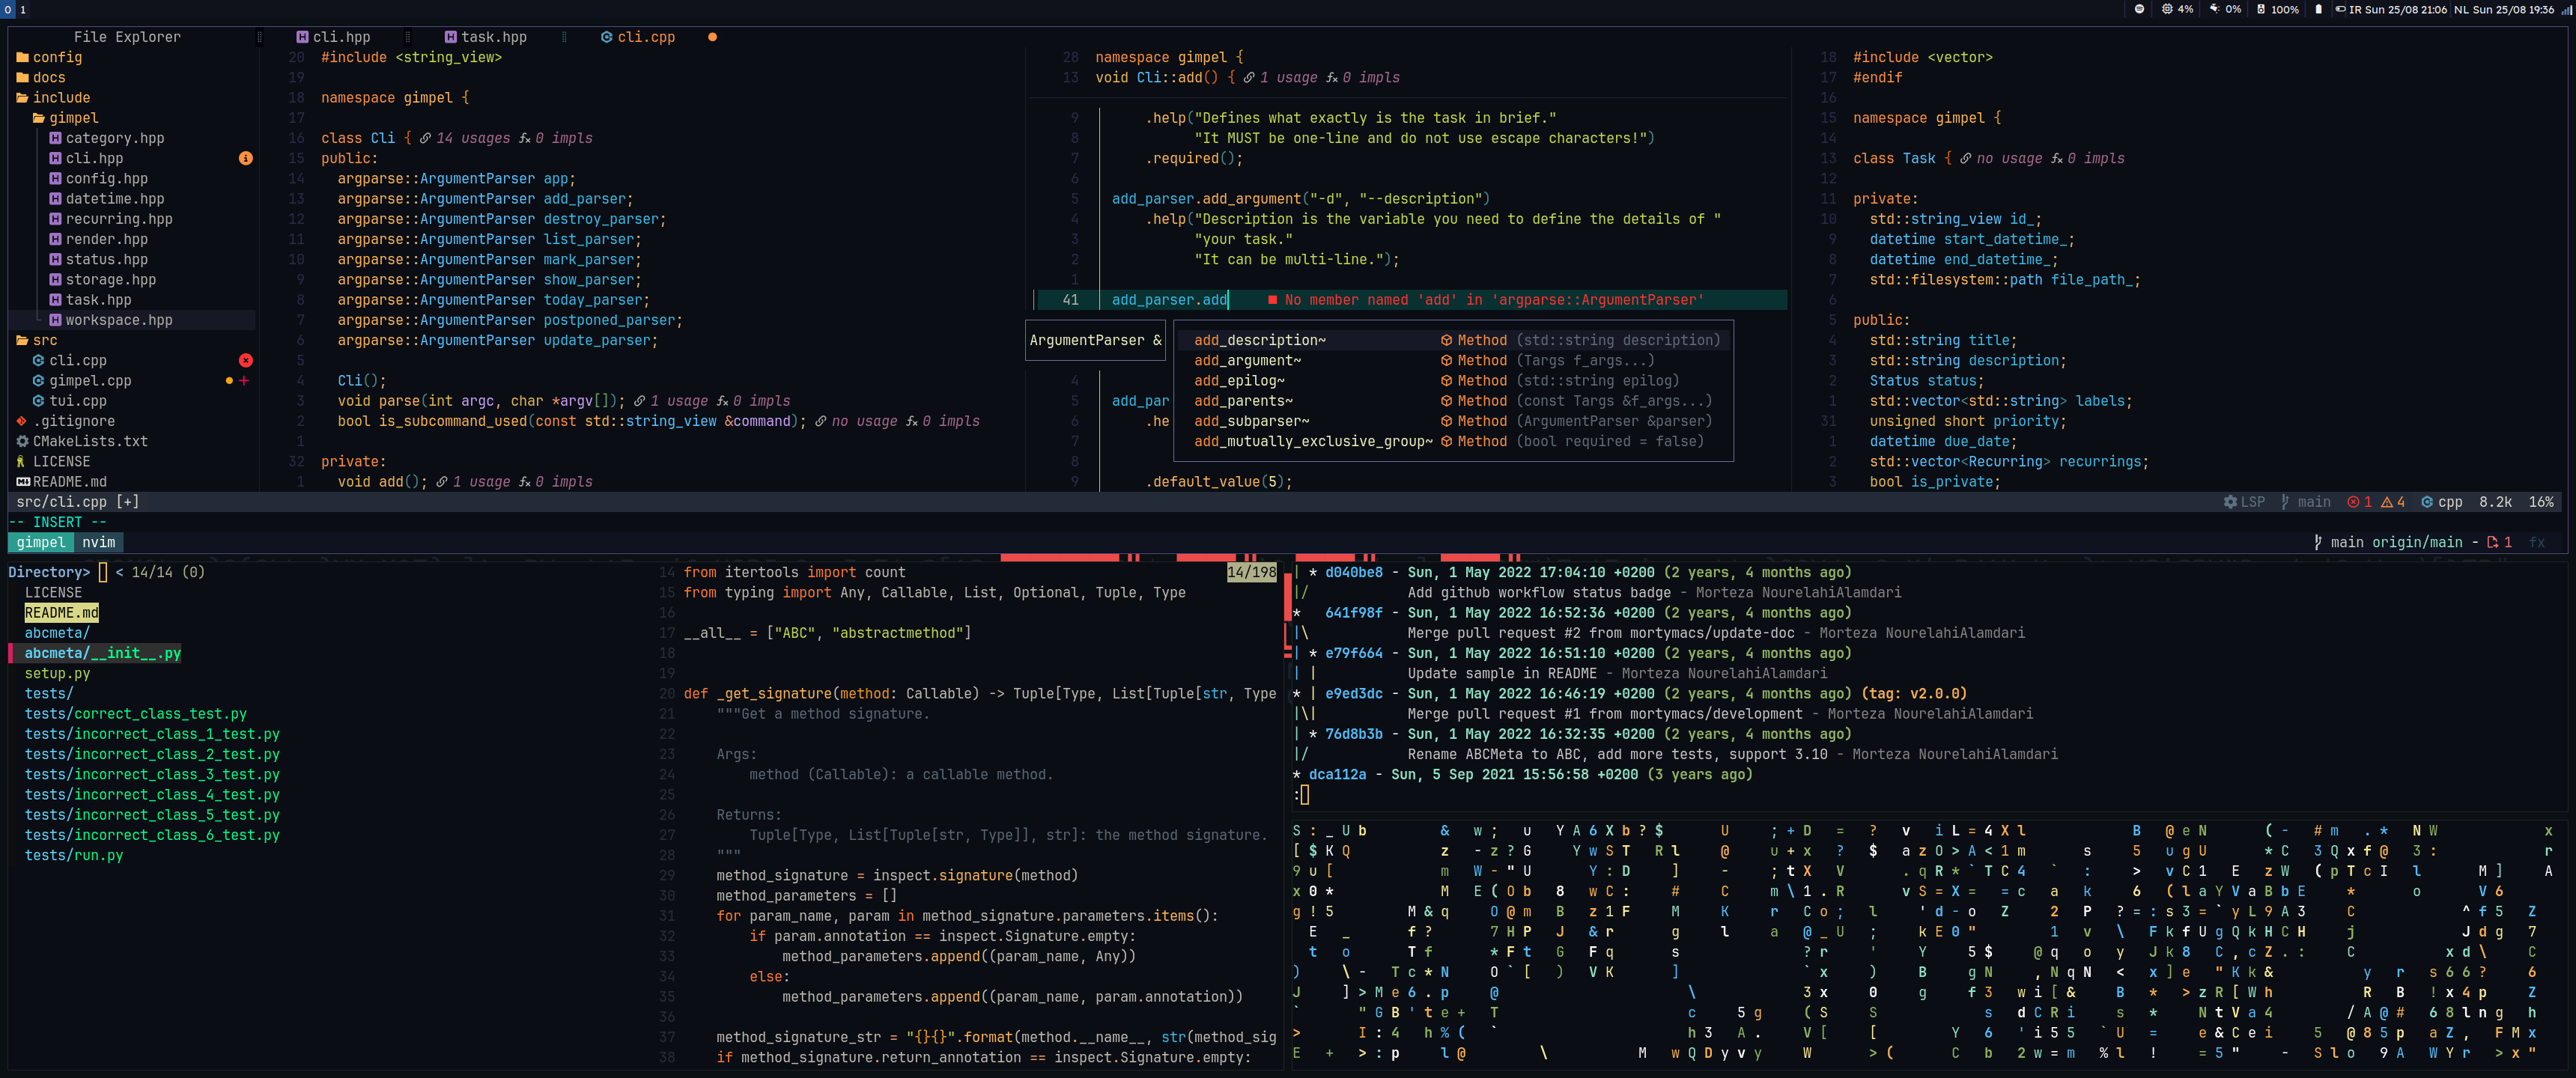 0 1
4% 0% 100% IR Sun 25/08 21:06 NL Sun 25/08 19:36
File Explorer
config
docs
include
gimpel
category.hpp
cli.hpp
config.hpp
datetime.hpp
recurring.hpp
render.hpp
status.hpp
storage.hpp
task.hpp
workspace.hpp
src
cli.cpp
gimpel.cpp
tui.cpp
.gitignore
CMakeLists.txt
LICENSE
README.md
cli.hpp task.hpp cli.cpp
20 #include <string_view>
19
18 namespace gimpel {
17
16 class Cli { 14 usages 0 impls
15 public:
14 argparse::ArgumentParser app;
13 argparse::ArgumentParser add_parser;
12 argparse::ArgumentParser destroy_parser;
11 argparse::ArgumentParser list_parser;
10 argparse::ArgumentParser mark_parser;
9 argparse::ArgumentParser show_parser;
8 argparse::ArgumentParser today_parser;
7 argparse::ArgumentParser postponed_parser;
6 argparse::ArgumentParser update_parser;
5
4 Cli();
3 void parse(int argc, char *argv[]); 1 usage 0 impls
2 bool is_subcommand_used(const std::string_view &command); no usage 0 impls
1
32 private:
1 void add(); 1 usage 0 impls
28 namespace gimpel {
13 void Cli::add() { 1 usage 0 impls
9 .help("Defines what exactly is the task in brief."
8 "It MUST be one-line and do not use escape characters!")
7 .required();
6
5 add_parser.add_argument("-d", "--description")
4 .help("Description is the variable you need to define the details of "
3 "your task."
2 "It can be multi-line.");
1
41 add_parser.add ■ No member named 'add' in 'argparse::ArgumentParser'
ArgumentParser &
add_description~ Method (std::string description)
add_argument~ Method (Targs f_args...)
add_epilog~ Method (std::string epilog)
add_parents~ Method (const Targs &f_args...)
add_subparser~ Method (ArgumentParser &parser)
add_mutually_exclusive_group~ Method (bool required = false)
4
5 add_par
6 .he
7
8
9 .default_value(5);
18 #include <vector>
17 #endif
16
15 namespace gimpel {
14
13 class Task { no usage 0 impls
12
11 private:
10 std::string_view id_;
9 datetime start_datetime_;
8 datetime end_datetime_;
7 std::filesystem::path file_path_;
6
5 public:
4 std::string title;
3 std::string description;
2 Status status;
1 std::vector<std::string> labels;
31 unsigned short priority;
1 datetime due_date;
2 std::vector<Recurring> recurrings;
3 bool is_private;
src/cli.cpp [+] LSP main 1 4 cpp 8.2k 16%
-- INSERT --
gimpel nvim main origin/main - 1 fx
Directory> < 14/14 (0)
LICENSE
README.md
abcmeta/
abcmeta/__init__.py
setup.py
tests/
tests/correct_class_test.py
tests/incorrect_class_1_test.py
tests/incorrect_class_2_test.py
tests/incorrect_class_3_test.py
tests/incorrect_class_4_test.py
tests/incorrect_class_5_test.py
tests/incorrect_class_6_test.py
tests/run.py
14 from itertools import count 14/198
15 from typing import Any, Callable, List, Optional, Tuple, Type
16
17 __all__ = ["ABC", "abstractmethod"]
18
19
20 def _get_signature(method: Callable) -> Tuple[Type, List[Tuple[str, Type
21 """Get a method signature.
22
23 Args:
24 method (Callable): a callable method.
25
26 Returns:
27 Tuple[Type, List[Tuple[str, Type]], str]: the method signature.
28 """
29 method_signature = inspect.signature(method)
30 method_parameters = []
31 for param_name, param in method_signature.parameters.items():
32 if param.annotation == inspect.Signature.empty:
33 method_parameters.append((param_name, Any))
34 else:
35 method_parameters.append((param_name, param.annotation))
36
37 method_signature_str = "{}{}".format(method.__name__, str(method_sig
38 if method_signature.return_annotation == inspect.Signature.empty:
| * d040be8 - Sun, 1 May 2022 17:04:10 +0200 (2 years, 4 months ago)
|/ Add github workflow status badge - Morteza NourelahiAlamdari
* 641f98f - Sun, 1 May 2022 16:52:36 +0200 (2 years, 4 months ago)
|\ Merge pull request #2 from mortymacs/update-doc - Morteza NourelahiAlamdari
| * e79f664 - Sun, 1 May 2022 16:51:10 +0200 (2 years, 4 months ago)
| | Update sample in README - Morteza NourelahiAlamdari
* | e9ed3dc - Sun, 1 May 2022 16:46:19 +0200 (2 years, 4 months ago) (tag: v2.0.0)
|\| Merge pull request #1 from mortymacs/development - Morteza NourelahiAlamdari
| * 76d8b3b - Sun, 1 May 2022 16:32:35 +0200 (2 years, 4 months ago)
|/ Rename ABCMeta to ABC, add more tests, support 3.10 - Morteza NourelahiAlamdari
* dca112a - Sun, 5 Sep 2021 15:56:58 +0200 (3 years ago)
: